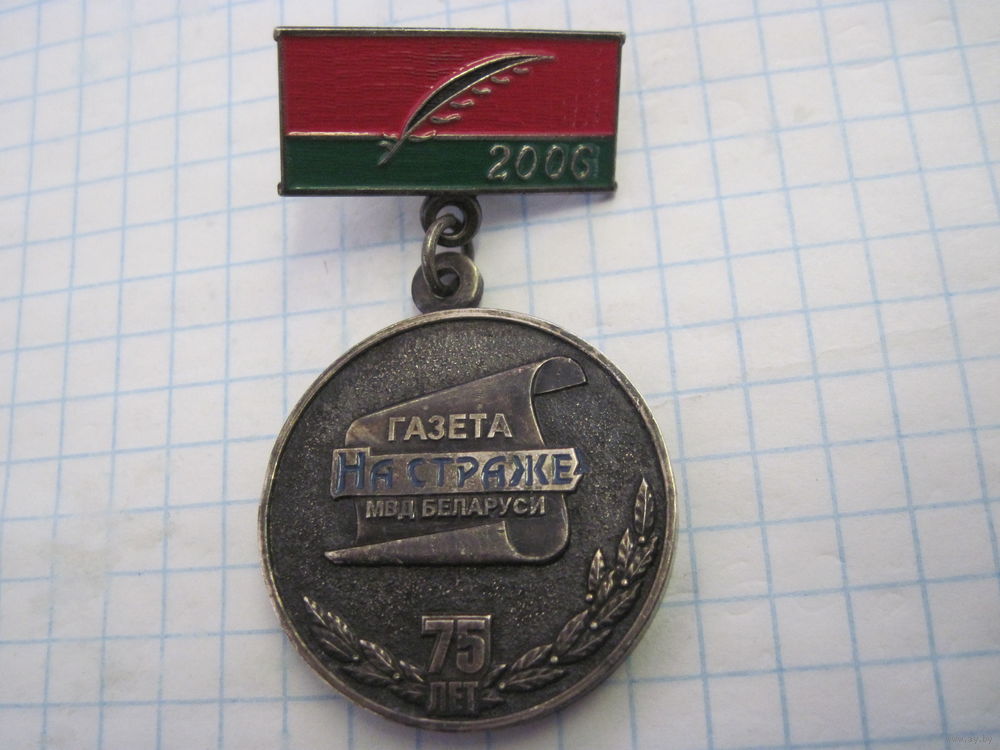 2006
ГАЗЕТА
НА СТРАЖЕ
МВД БЕЛАРУСИ
75
ЛЕТ